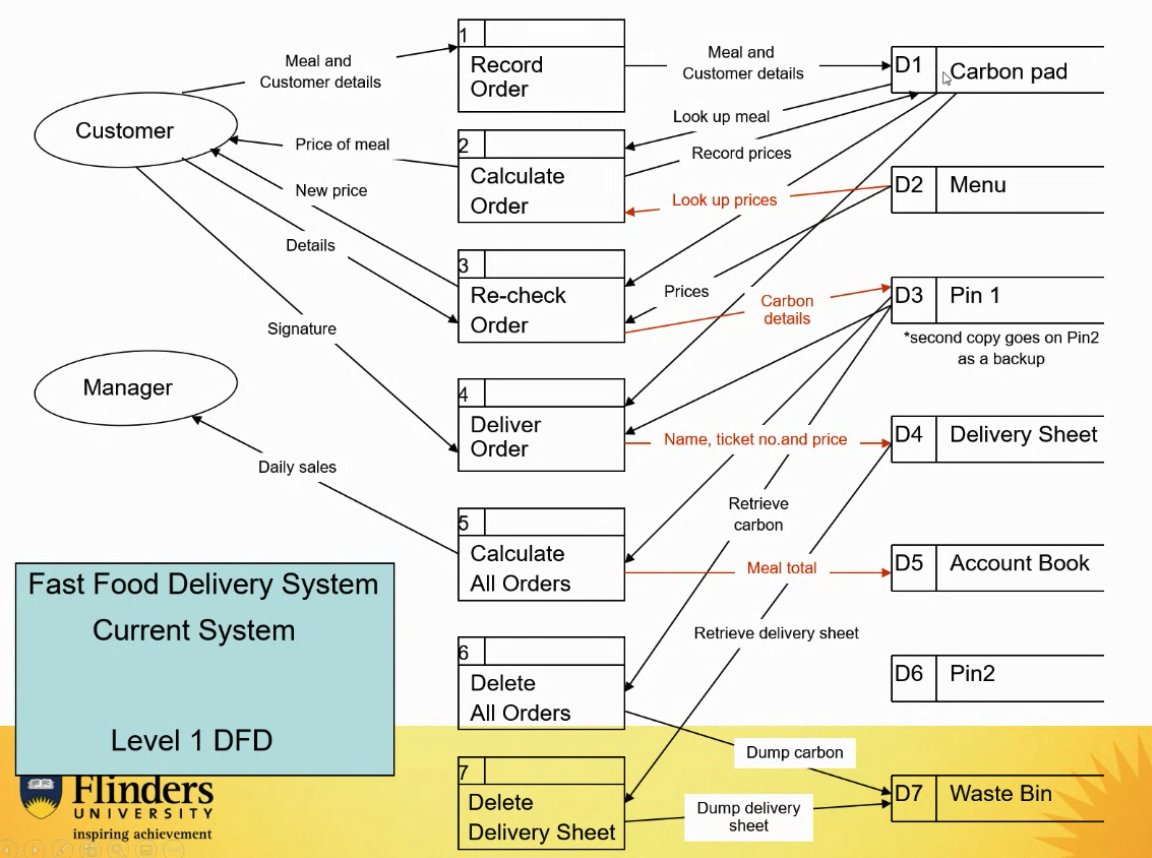 1
Record
Order
Meal and
Customer details
Meal and
Customer details
D1
Carbon pad
Customer
Look up meal
Price of meal
2
Calculate
Order
Record prices
New price
Look up prices
D2
Menu
Details
3
Re-check
Order
Prices
Carbon
details
D3
Pin 1
*second copy goes on Pin2
as a backup
Signature
Manager
4
Deliver
Order
Name, ticket no.and price
D4
Delivery Sheet
Daily sales
Retrieve
carbon
5
Calculate
All Orders
Meal total
D5
Account Book
Fast Food Delivery System
Current System
Level 1 DFD
Retrieve delivery sheet
6
Delete
All Orders
D6
Pin2
Dump carbon
7
Delete
Delivery Sheet
Dump delivery
sheet
D7
Waste Bin
Flinders
UNIVERSITY
inspiring achievement